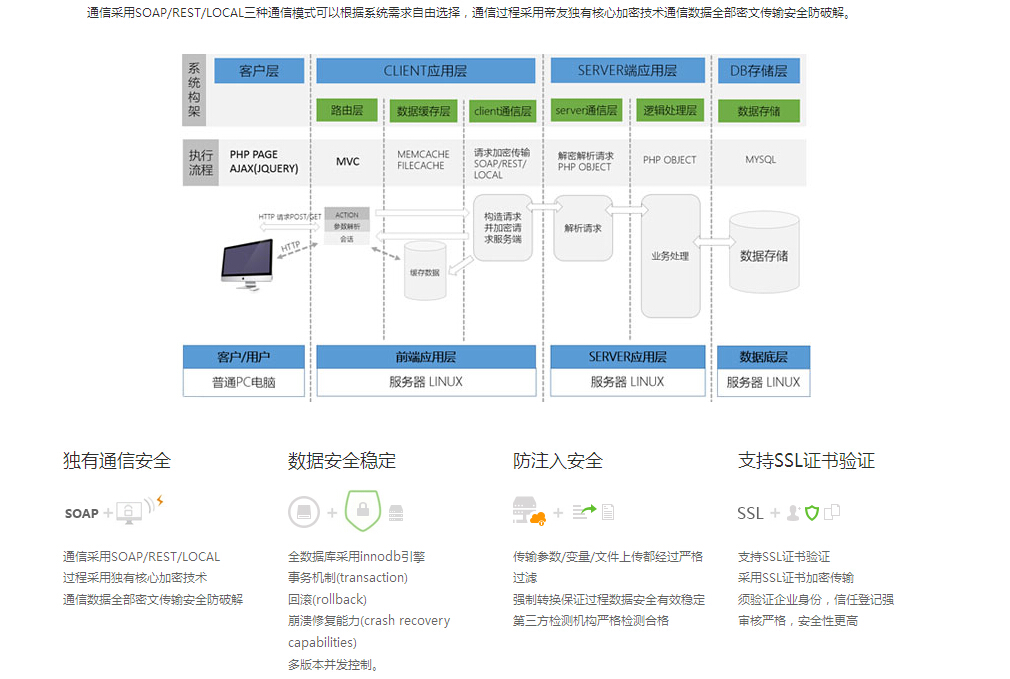 通信采用SOAP/REST/LOCAL三种通信模式可以根据系统需求自由选择，通信过程采用帝友独有核心加密技术通信数据全部密文传输安全防破解。
系统构架
客户层
CLIENT应用层
SERVER端应用层
DB存储层
路由层
数据缓存层
client通信层
server通信层
逻辑处理层
数据存储
执行
流程
PHP PAGE
AJAX(JQUERY)
MVC
MEMCACHE
FILECACHE
请求加密传输
SOAP/REST/
LOCAL
解密解析请求
PHP OBJECT
PHP OBJECT
MYSQL
HTTP 请求POST/GET
HTTP
ACTION
参数解析
会话
缓存数据
构造请求
并加密请
求服务端
解析请求
业务处理
数据存储
客户/用户
前端应用层
SERVER应用层
数据底层
普通PC电脑
服务器 LINUX
服务器 LINUX
服务器 LINUX
独有通信安全
SOAP +
通信采用SOAP/REST/LOCAL
过程采用独有核心加密技术
通信数据全部密文传输安全防破解
数据安全稳定
+
全数据库采用innodb引擎
事务机制(transaction)
回滚(rollback)
崩溃修复能力(crash recovery
capabilities)
多版本并发控制。
防注入安全
+
传输参数/变量/文件上传都经过严格
过滤
强制转换保证过程数据安全有效稳定
第三方检测机构严格检测合格
支持SSL证书验证
SSL +
支持SSL证书验证
采用SSL证书加密传输
须验证企业身份，信任登记强
审核严格，安全性更高